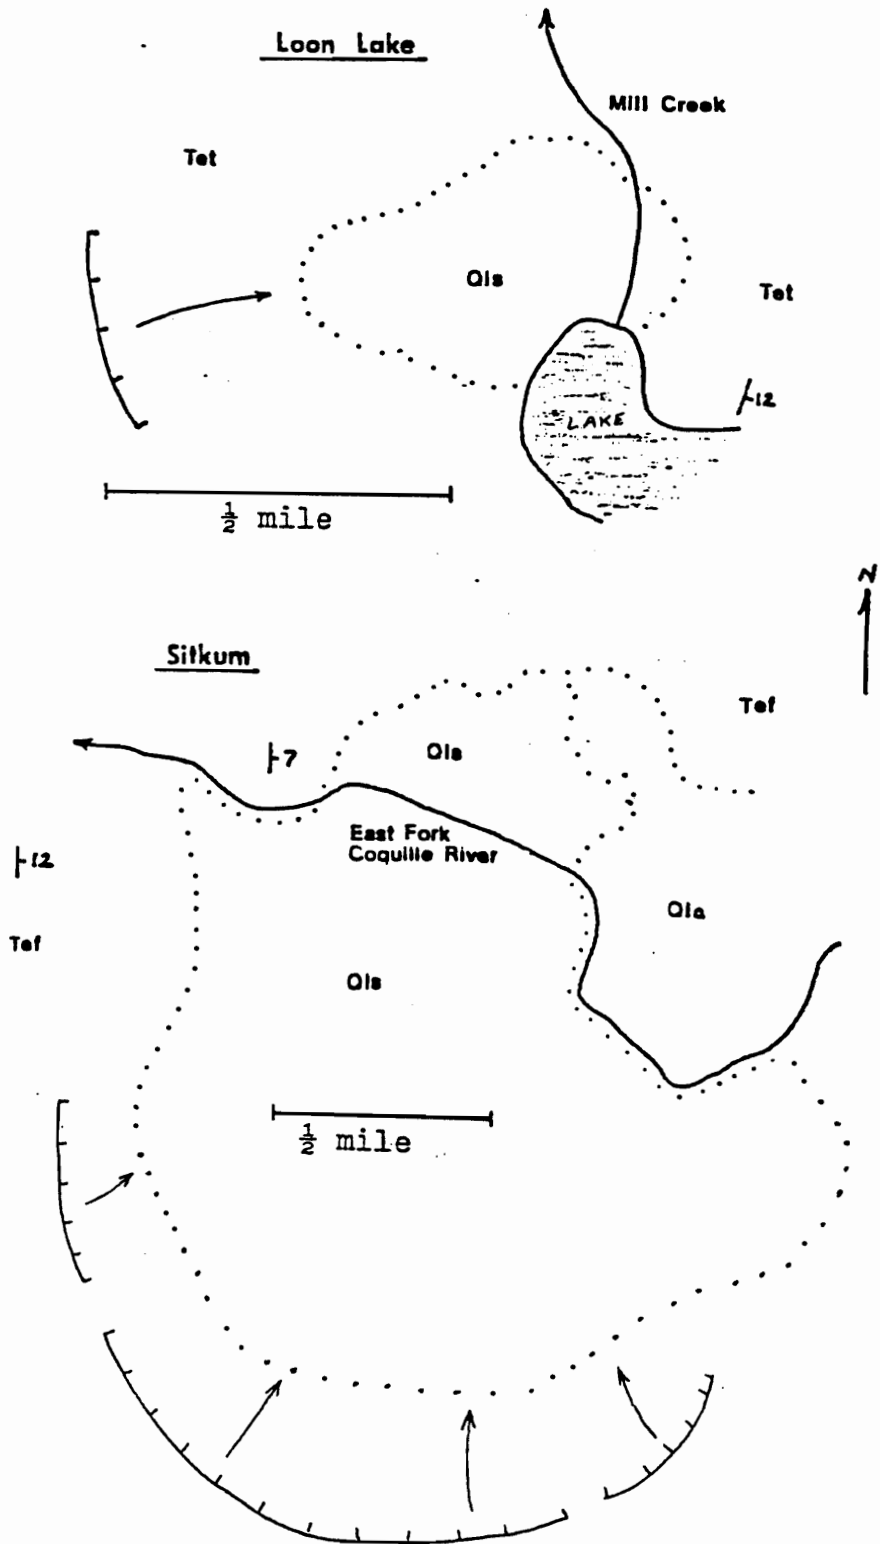 Loon Lake
Mill Creek
Tet
Qls
Tet
12
LAKE
½ mile
N
Sitkum
Tef
7
Qls
East Fork
Coquille River
12
Qla
Tef
Qls
½ mile